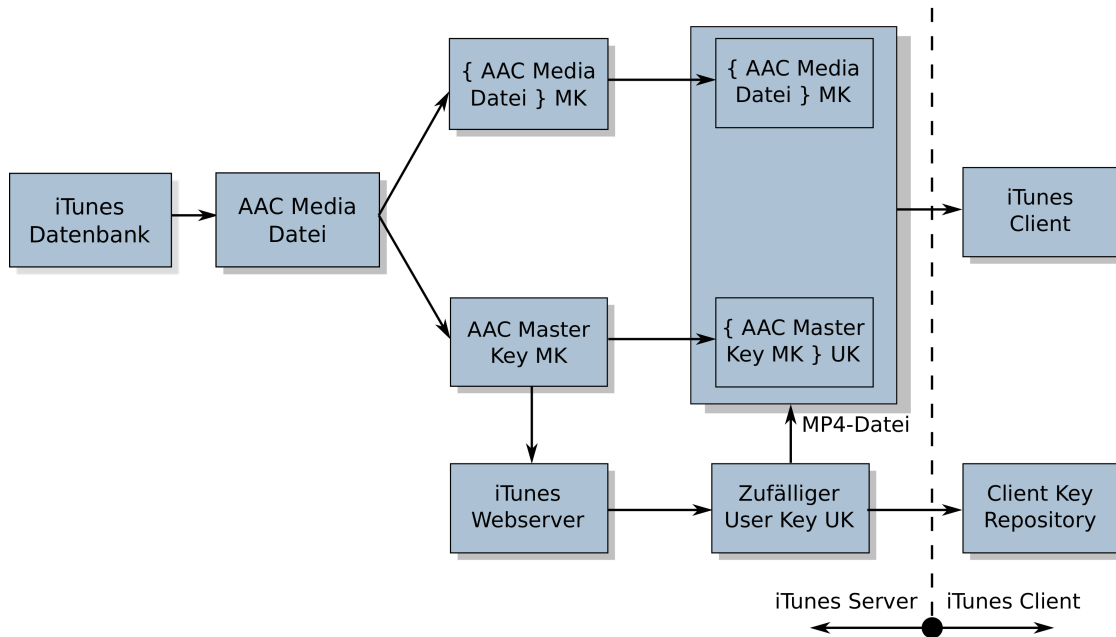 { AAC Media
Datei } MK
{ AAC Media
Datei } MK
iTunes
Datenbank
AAC Media
Datei
iTunes
Client
AAC Master
Key MK
{ AAC Master
Key MK } UK
MP4-Datei
iTunes
Webserver
Zufälliger
User Key UK
Client Key
Repository
iTunes Server
iTunes Client